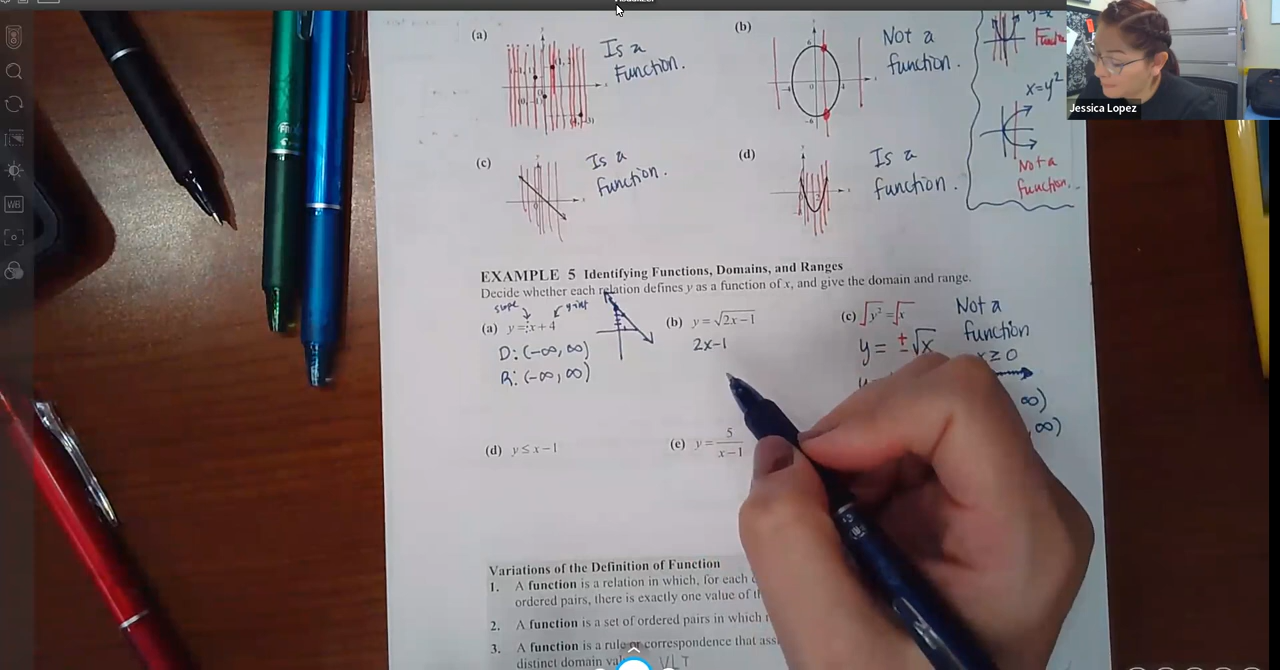 (a)
Is a
Function.
(b)
Not a
function.
x=y²
Not a
function.
Jessica Lopez
WB
(c)
Is a
function.
(d)
Is a
function.
EXAMPLE 5 Identifying Functions, Domains, and Ranges
Decide whether each relation defines y as a function of x, and give the domain and range.
slope
y-int
(a) y = x + 4
D: (-∞, ∞)
R: (-∞, ∞)
(b) y = √2x-1
2x-1
(c) √y² = √x
y = ±√x
Not a
function
x ≥ 0
∞)
, ∞)
(d) y ≤ x - 1
(e) y = 5/x-1
Variations of the Definition of Function
1. A function is a relation in which, for each
ordered pairs, there is exactly one value of
2. A function is a set of ordered pairs in which
3. A function is a rule or correspondence that
distinct domain
VLT